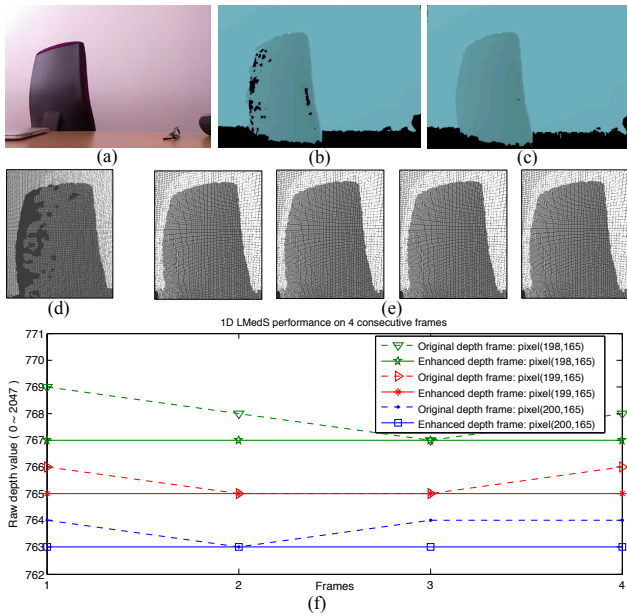 (a)
(b)
(c)
(d)
(e)
1D LMedS performance on 4 consecutive frames
771
770
769
768
767
766
765
764
763
762
Raw depth value ( 0 ~ 2047 )
Original depth frame: pixel(198,165)
Enhanced depth frame: pixel(198,165)
Original depth frame: pixel(199,165)
Enhanced depth frame: pixel(199,165)
Original depth frame: pixel(200,165)
Enhanced depth frame: pixel(200,165)
1
2
3
4
Frames
(f)